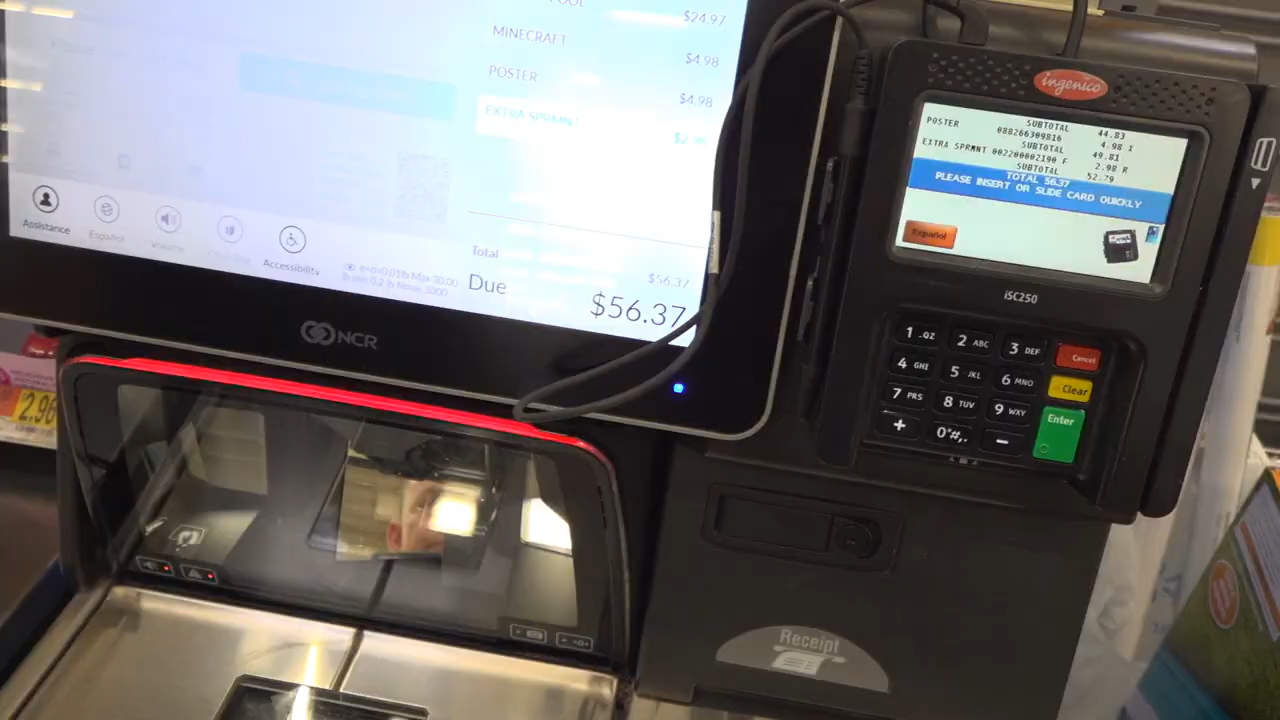 $24.97
MINECRAFT
$4.98
POSTER
$4.98
EXTRA SPRMNT
Total
$56.37
Due
$56.37
Assistance
Español
Volume
Accessibility
NCR
ingenico
SUBTOTAL 44.83
POSTER 088266309816 4.98 I
SUBTOTAL 49.81
EXTRA SPRMNT 002200002190 F 2.98 R
SUBTOTAL 52.79
TOTAL 56.37
PLEASE INSERT OR SLIDE CARD QUICKLY
Español
iSC250
1 .QZ 2 ABC 3 DEF Cancel
4 GHI 5 JKL 6 MNO Clear
7 PRS 8 TUV 9 WXY Enter
+ 0*#,. -
Receipt
2.96